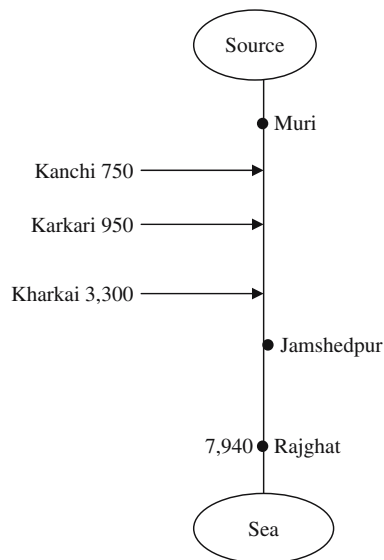 Source
Muri
Kanchi 750
Karkari 950
Kharkai 3,300
Jamshedpur
7,940 Rajghat
Sea